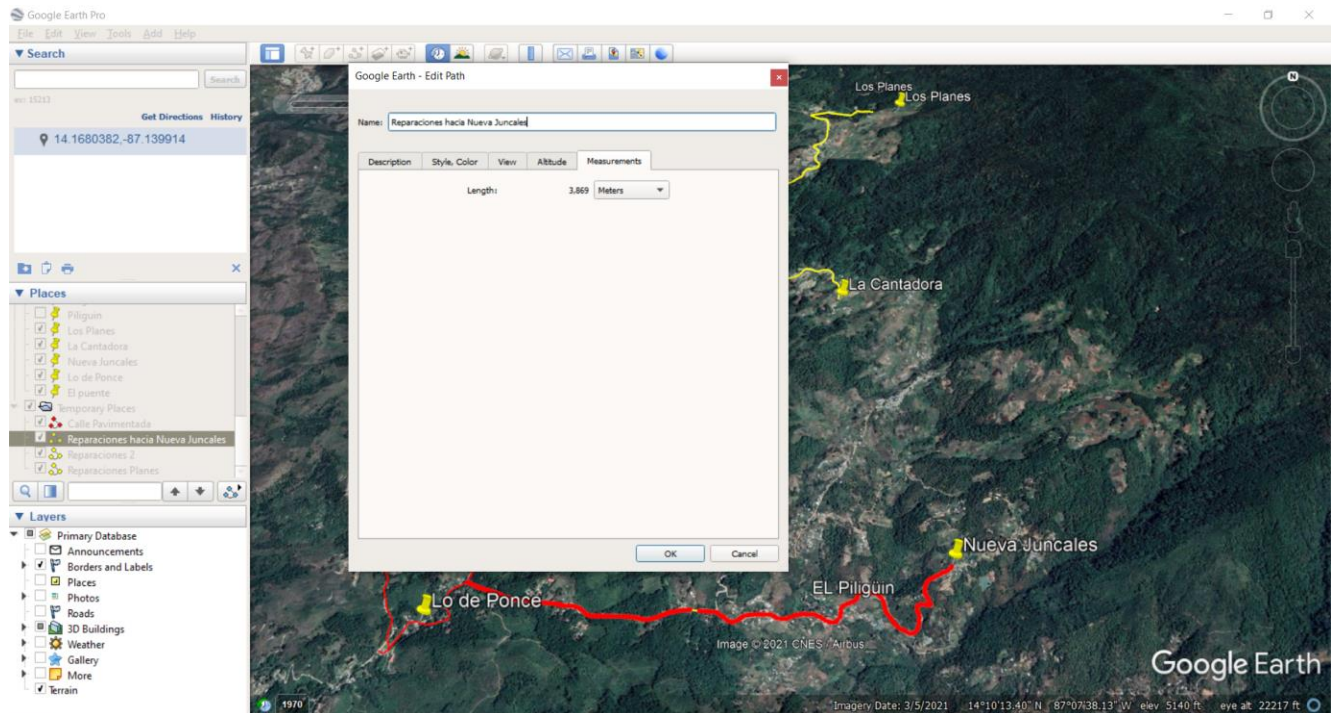 Google Earth Pro
File Edit View Tools Add Help
Search
Search
ex: 15213
Get Directions History
14.1680382,-87.139914
Places
Piliguin
Los Planes
La Cantadora
Nueva Juncales
Lo de Ponce
El puente
Temporary Places
Calle Pavimentada
Reparaciones hacia Nueva Juncales
Reparaciones 2
Reparaciones Planes
Layers
Primary Database
Announcements
Borders and Labels
Places
Photos
Roads
3D Buildings
Weather
Gallery
More
Terrain
Google Earth - Edit Path
Name: Reparaciones hacia Nueva Juncales
Description Style, Color View Altitude Measurements
Length: 3,869 Meters
OK Cancel
N
Los Planes
Los Planes
La Cantadora
Nueva Juncales
EL Piligüin
Lo de Ponce
Image © 2021 CNES / Airbus
Google Earth
1970
Imagery Date: 3/5/2021 14°10'13.40" N 87°07'38.13" W elev 5140 ft eye alt 22217 ft